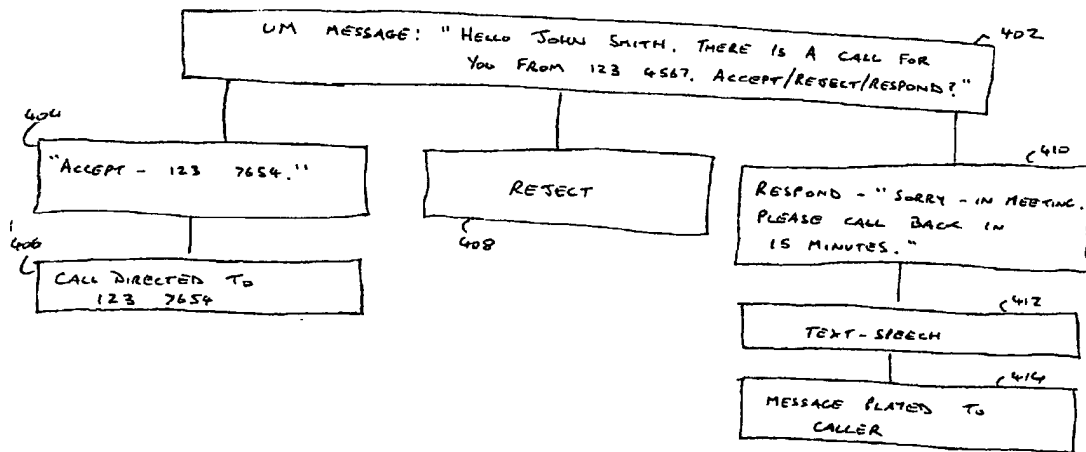 402
UM MESSAGE: "HELLO JOHN SMITH. THERE IS A CALL FOR
YOU FROM 123 4567. ACCEPT/REJECT/RESPOND?"
404
"ACCEPT - 123 7654."
406
CALL DIRECTED TO
123 7654
REJECT
408
410
RESPOND - "SORRY - IN MEETING.
PLEASE CALL BACK IN
15 MINUTES."
412
TEXT-SPEECH
414
MESSAGE PLAYED TO
CALLER